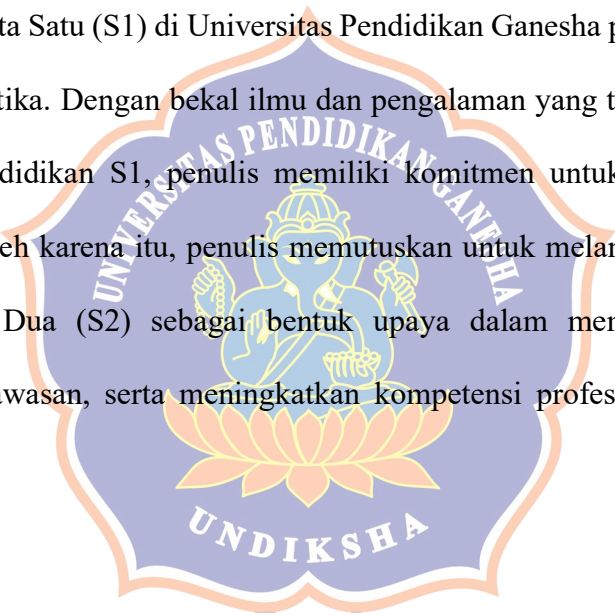 ta Satu (S1) di Universitas Pendidikan Ganesha p
tika. Dengan bekal ilmu dan pengalaman yang t
didikan S1, penulis memiliki komitmen untuk
eh karena itu, penulis memutuskan untuk melan
Dua (S2) sebagai bentuk upaya dalam men
awasan, serta meningkatkan kompetensi profes
UNIVERSITAS PENDIDIKAN GANESHA
UNDIKSHA